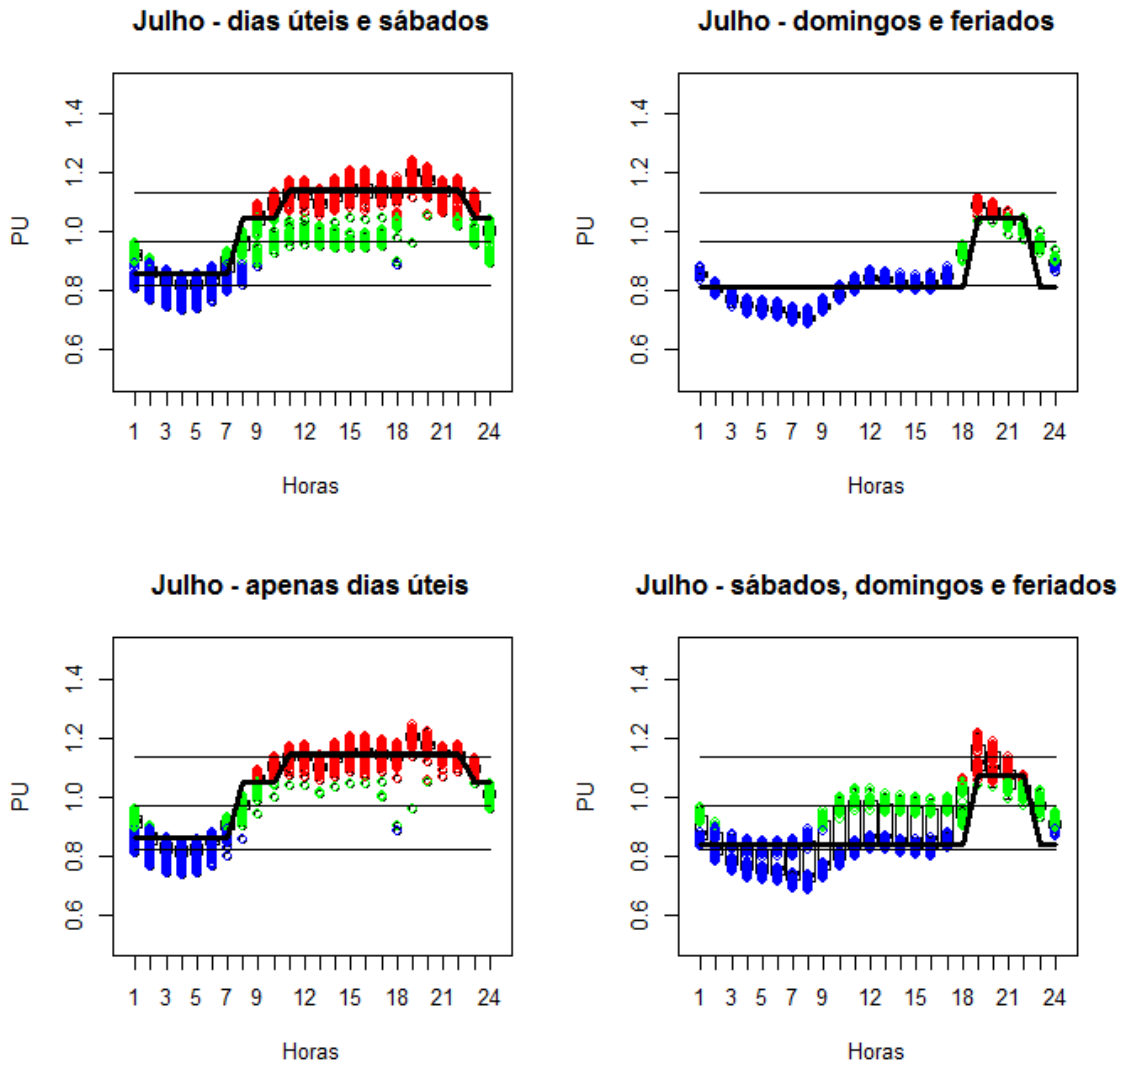 Julho - dias úteis e sábados
PU
1.4
1.2
1.0
0.8
0.6
1 3 5 7 9 12 15 18 21 24
Horas
Julho - domingos e feriados
PU
1.4
1.2
1.0
0.8
0.6
1 3 5 7 9 12 15 18 21 24
Horas
Julho - apenas dias úteis
PU
1.4
1.2
1.0
0.8
0.6
1 3 5 7 9 12 15 18 21 24
Horas
Julho - sábados, domingos e feriados
PU
1.4
1.2
1.0
0.8
0.6
1 3 5 7 9 12 15 18 21 24
Horas